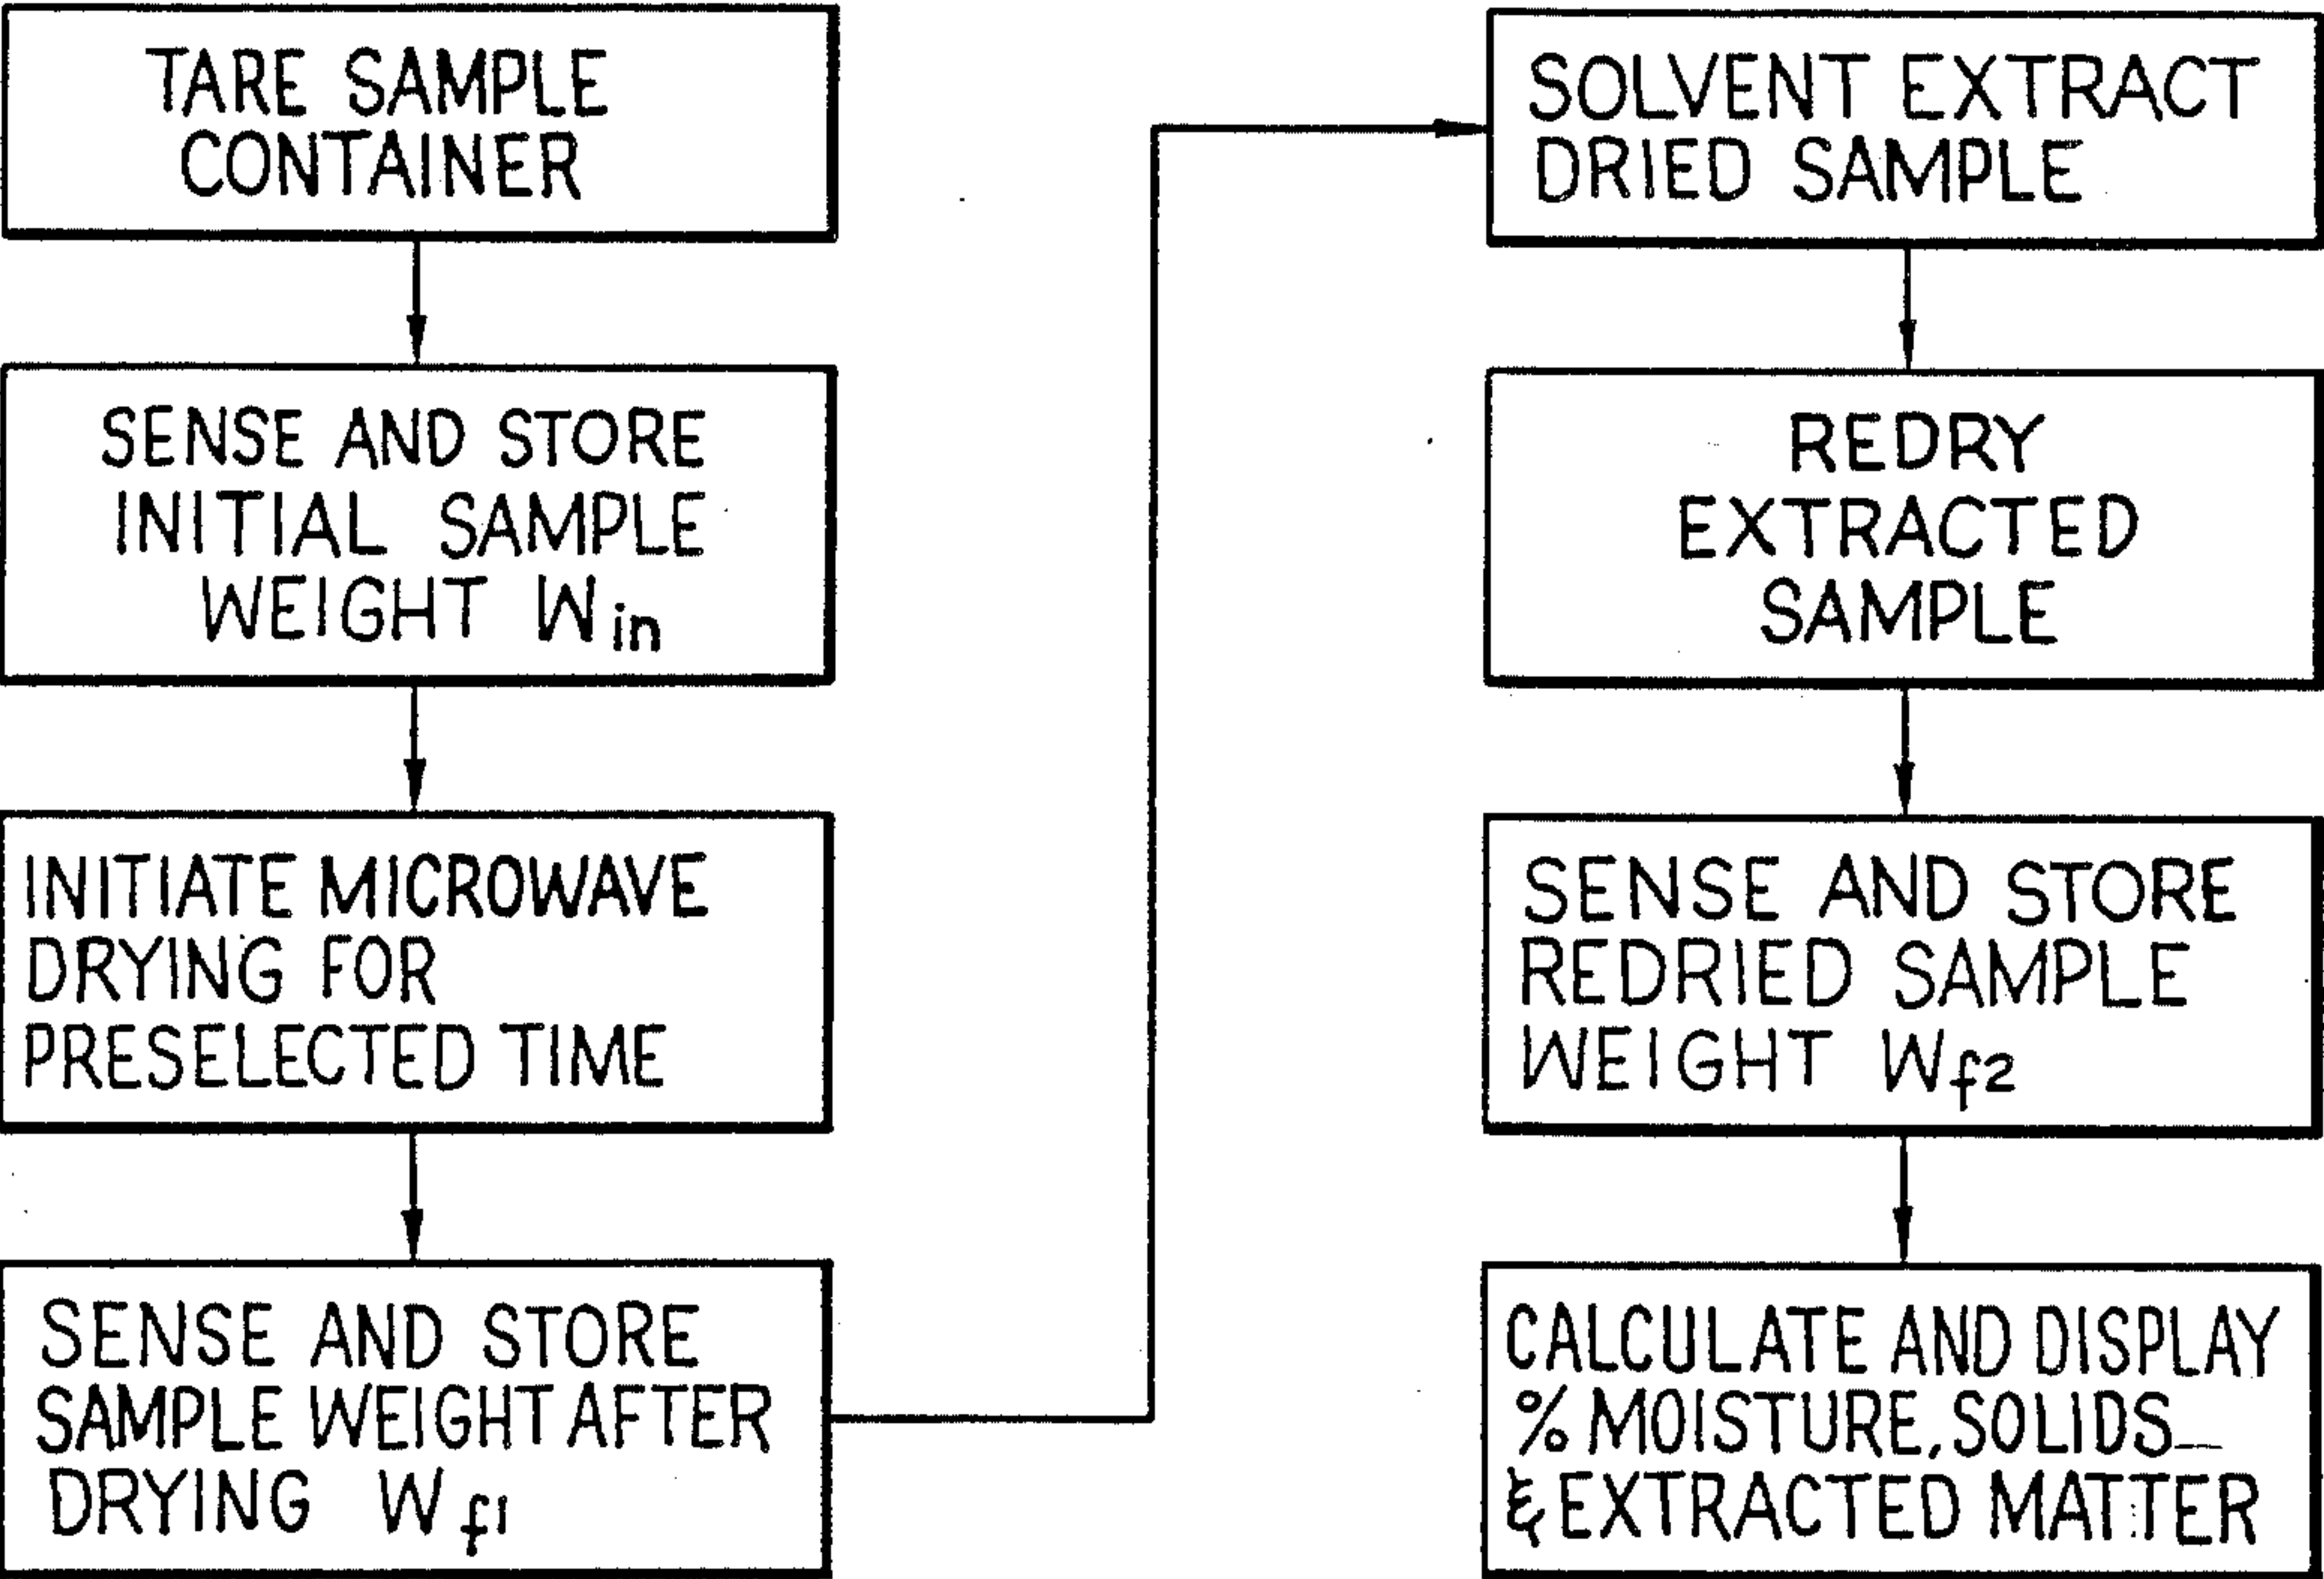 TARE SAMPLE
CONTAINER
SENSE AND STORE
INITIAL SAMPLE
WEIGHT Win
INITIATE MICROWAVE
DRYING FOR
PRESELECTED TIME
SENSE AND STORE
SAMPLE WEIGHT AFTER
DRYING Wf1
SOLVENT EXTRACT
DRIED SAMPLE
REDRY
EXTRACTED
SAMPLE
SENSE AND STORE
REDRIED SAMPLE
WEIGHT Wf2
CALCULATE AND DISPLAY
% MOISTURE, SOLIDS
& EXTRACTED MATTER